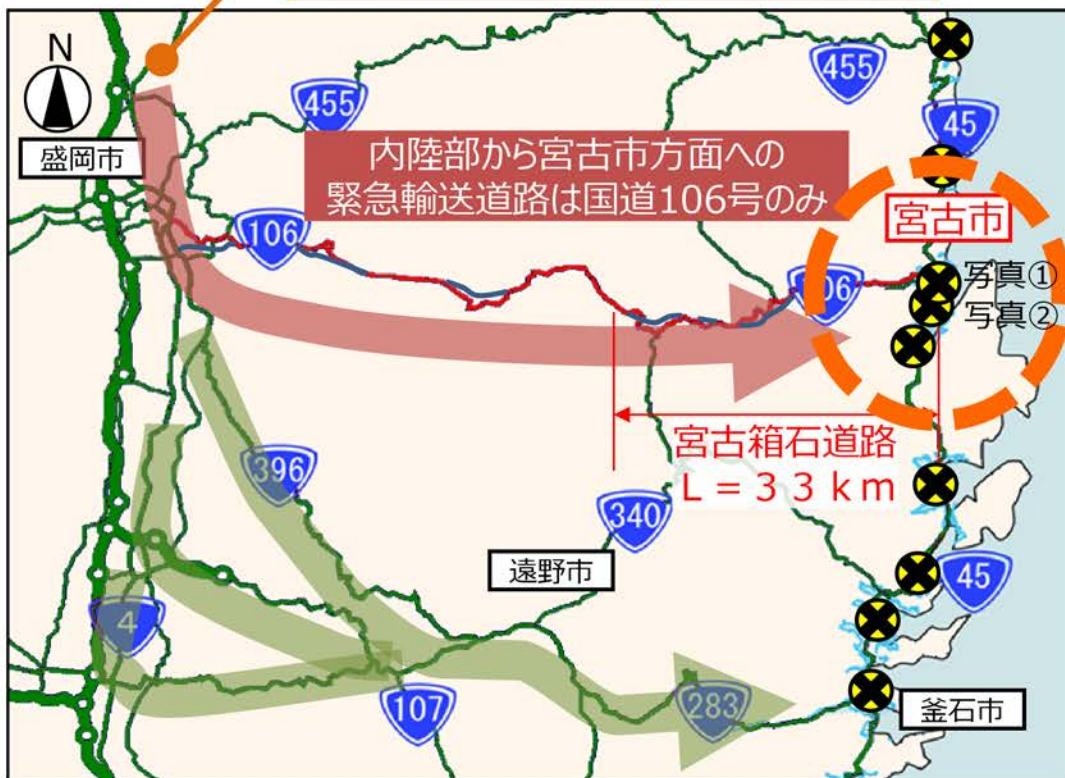 N
盛岡市
455
455
45
内陸部から宮古市方面への
緊急輸送道路は国道106号のみ
宮古市
106
106
写真①
写真②
宮古箱石道路
L=33km
396
340
遠野市
45
4
107
283
釜石市